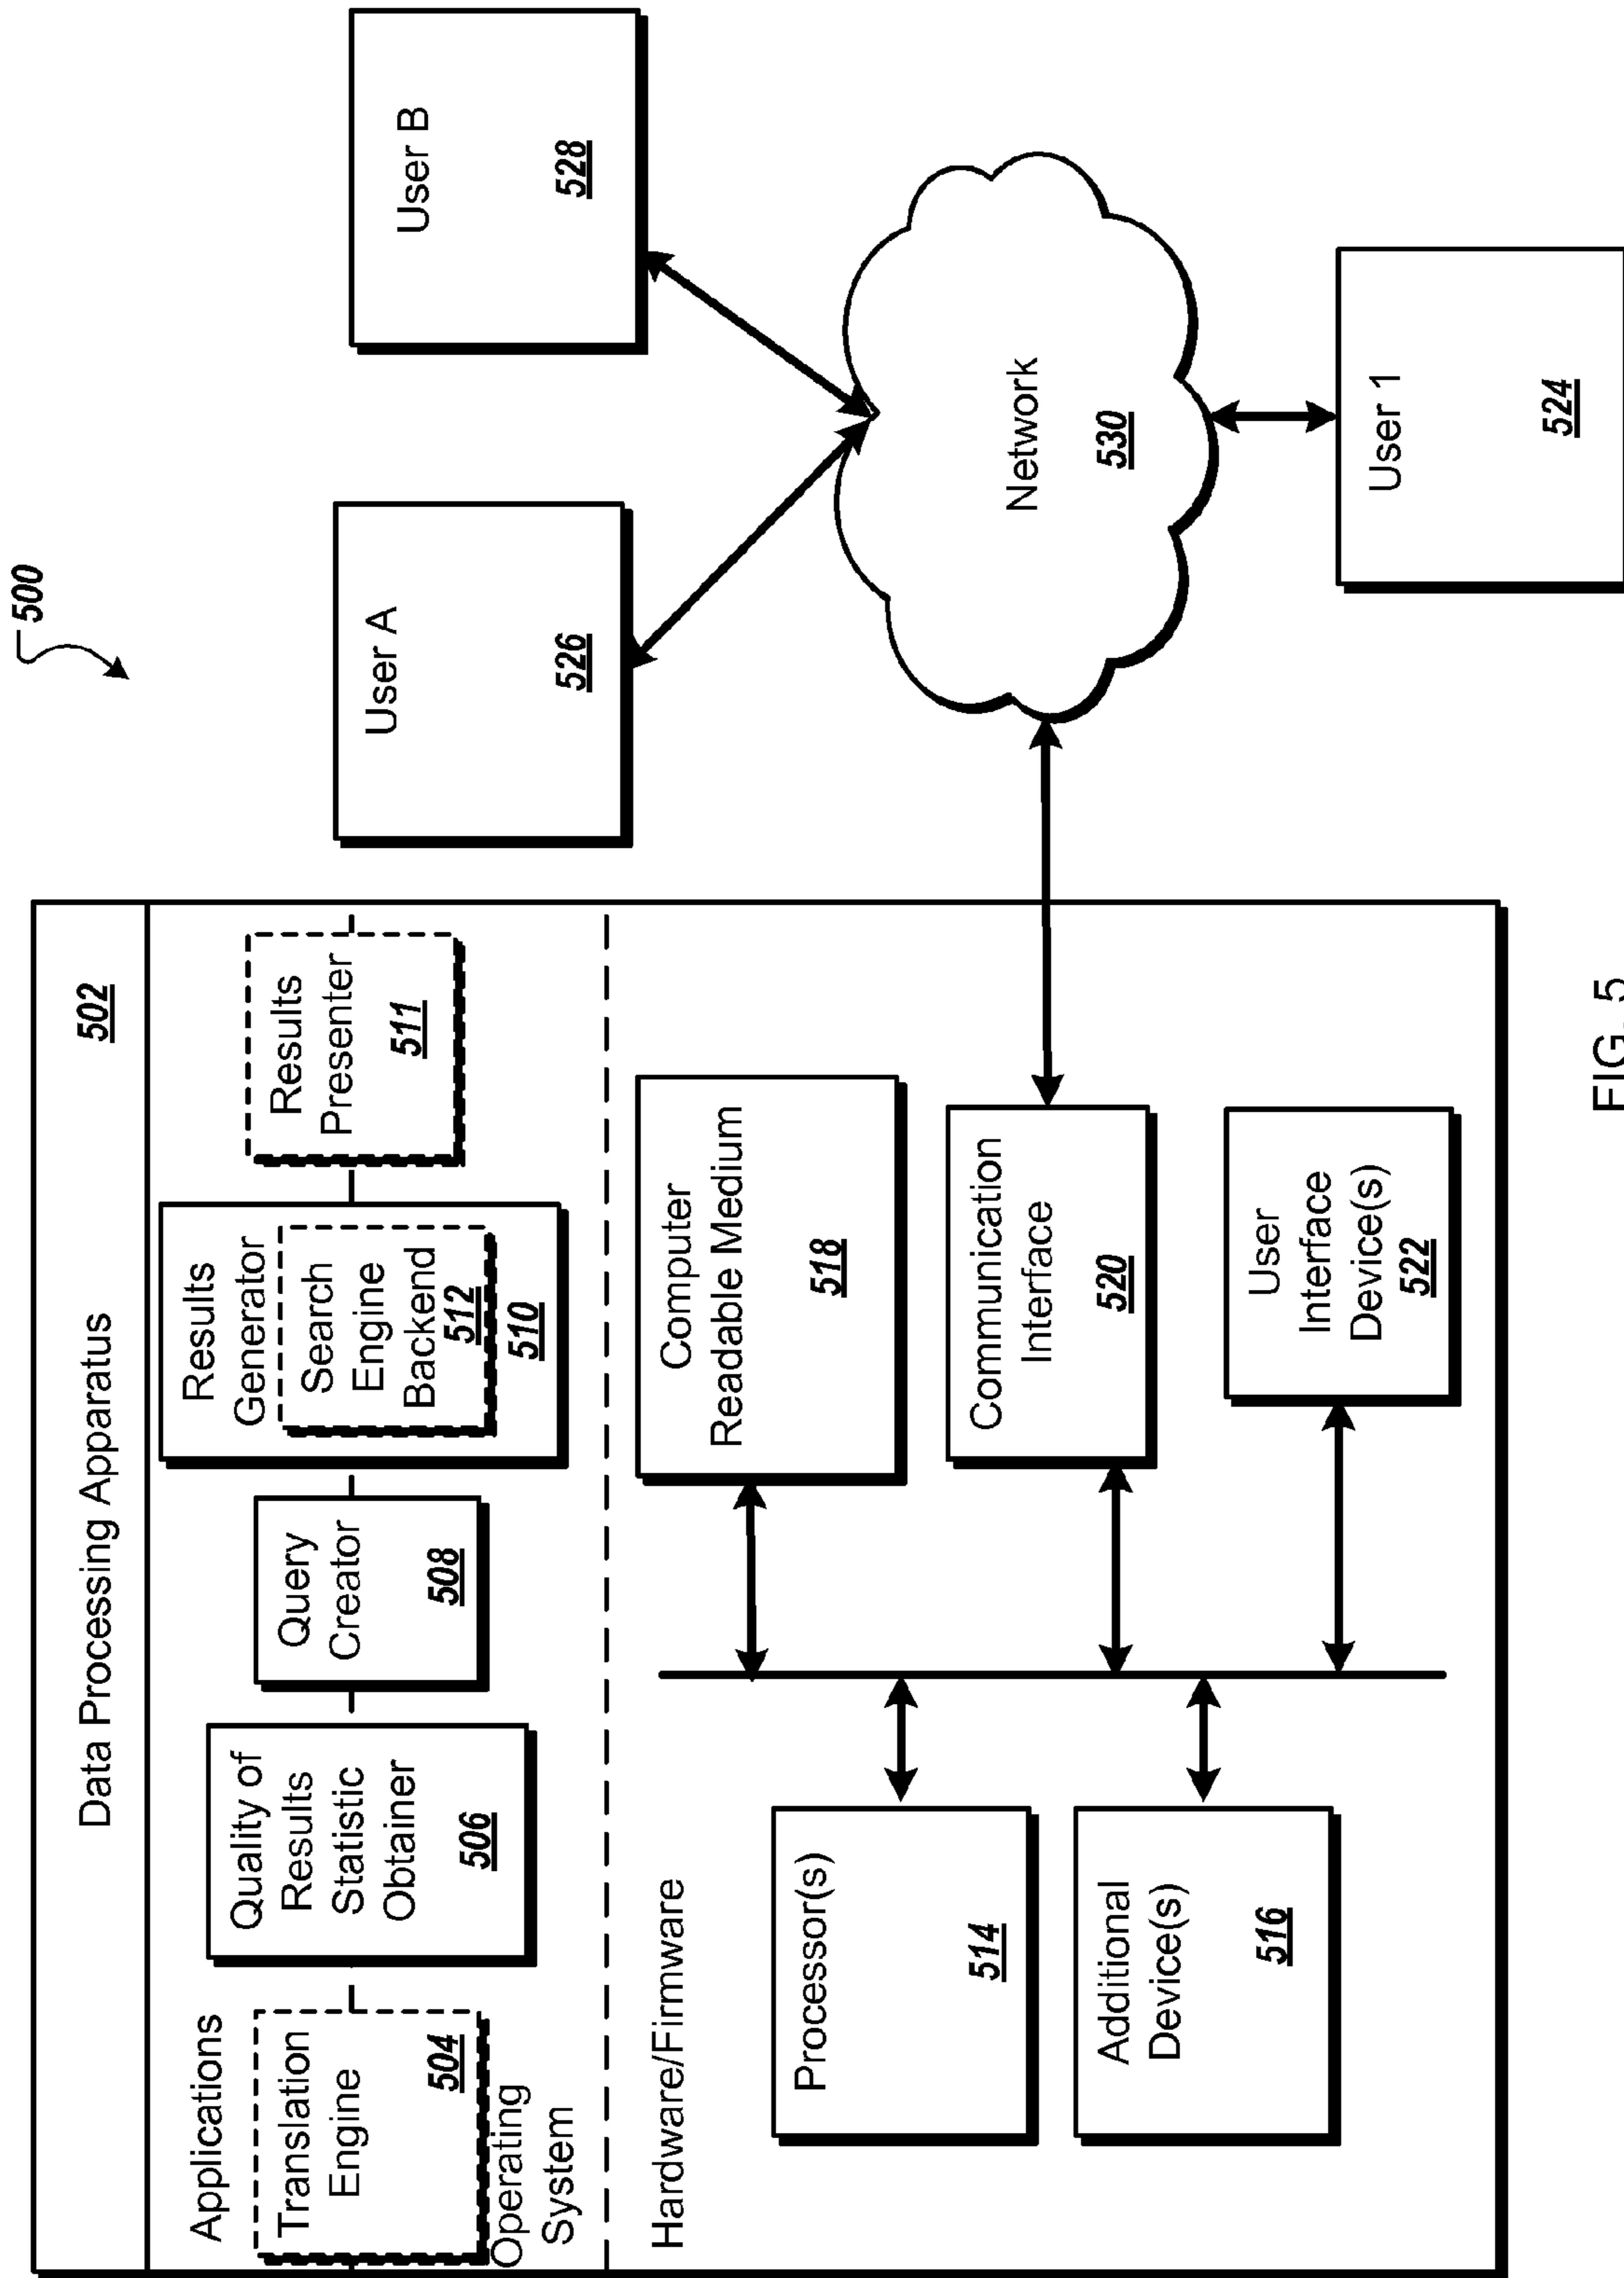 500
Data Processing Apparatus
502
Applications
Translation
Engine
504
Quality of
Results
Statistic
Obtainer
506
Query
Creator
508
Results
Generator
Search
Engine
Backend
512
510
Results
Presenter
511
Operating
System
Hardware/Firmware
Processor(s)
514
Additional
Device(s)
516
Computer
Readable Medium
518
Communication
Interface
520
User
Interface
Device(s)
522
User A
526
User B
528
Network
530
User 1
524
FIG. 5